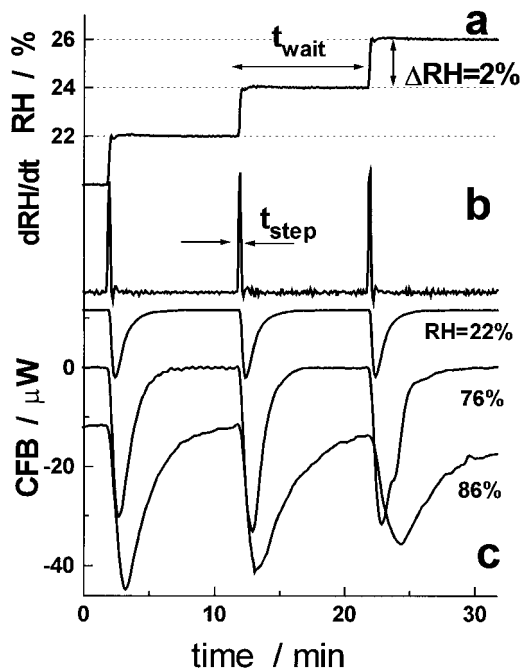 a
26
t_wait
RH / %
24
ΔRH=2%
22
dRH/dt
b
t_step
RH=22%
0
76%
CFB / μW
-20
86%
-40
c
0
10
20
30
time / min